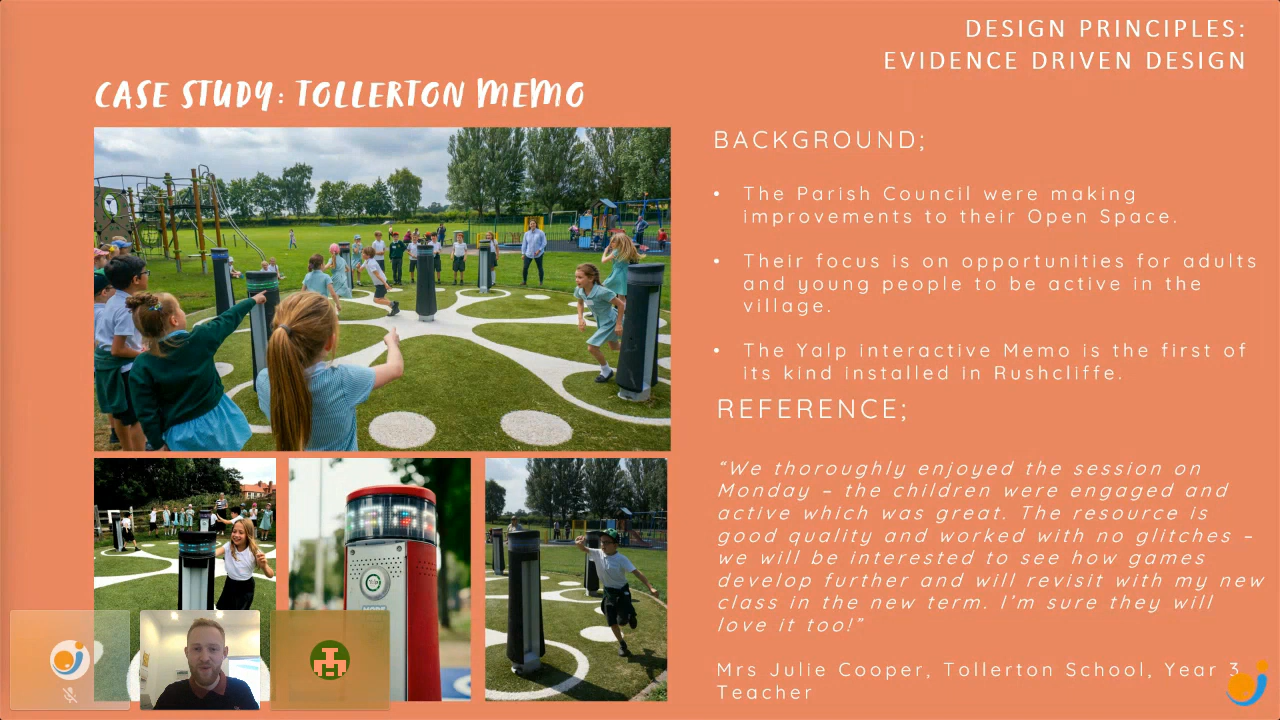 DESIGN PRINCIPLES:
EVIDENCE DRIVEN DESIGN
CASE STUDY: TOLLERTON MEMO
BACKGROUND;
• The Parish Council were making
improvements to their Open Space.
• Their focus is on opportunities for adults
and young people to be active in the
village.
• The Yalp interactive Memo is the first of
its kind installed in Rushcliffe.
REFERENCE;
“We thoroughly enjoyed the session on
Monday – the children were engaged and
active which was great. The resource is
good quality and worked with no glitches –
we will be interested to see how games
develop further and will revisit with my new
class in the new term. I’m sure they will
love it too!”
Mrs Julie Cooper, Tollerton School, Year 3
Teacher